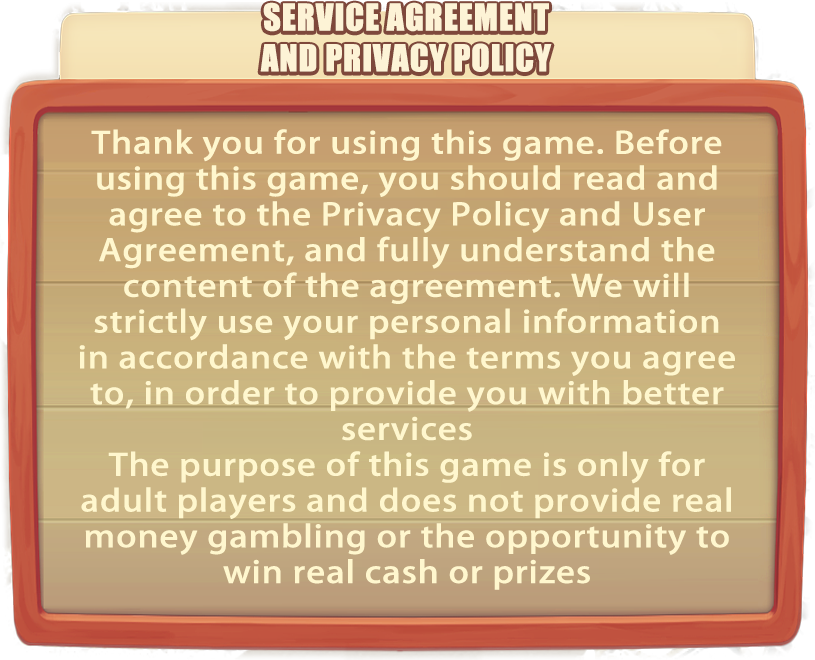 SERVICE AGREEMENT
AND PRIVACY POLICY
Thank you for using this game. Before
using this game, you should read and
agree to the Privacy Policy and User
Agreement, and fully understand the
content of the agreement. We will
strictly use your personal information
in accordance with the terms you agree
to, in order to provide you with better
services
The purpose of this game is only for
adult players and does not provide real
money gambling or the opportunity to
win real cash or prizes